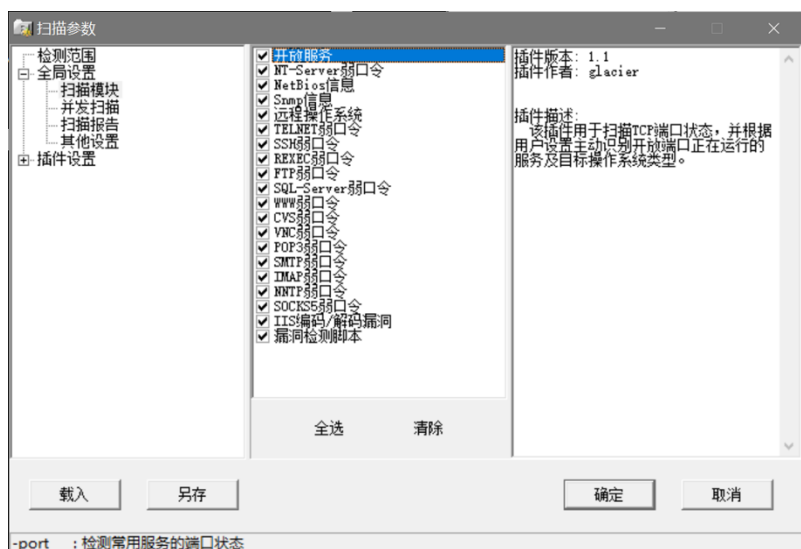 扫描参数
检测范围
全局设置
扫描模块
并发扫描
扫描报告
其他设置
插件设置
开放服务
NT-Server弱口令
NetBios信息
Snmp信息
远程操作系统
TELNET弱口令
SSH弱口令
REXEC弱口令
FTP弱口令
SQL-Server弱口令
WWW弱口令
CVS弱口令
VNC弱口令
POP3弱口令
SMTP弱口令
IMAP弱口令
NNTP弱口令
SOCKS5弱口令
IIS编码/解码漏洞
漏洞检测脚本
全选
清除
插件版本: 1.1
插件作者: glacier
插件描述:
该插件用于扫描TCP端口状态，并根据
用户设置主动识别开放端口正在运行的
服务及目标操作系统类型。
载入
另存
确定
取消
-port : 检测常用服务的端口状态